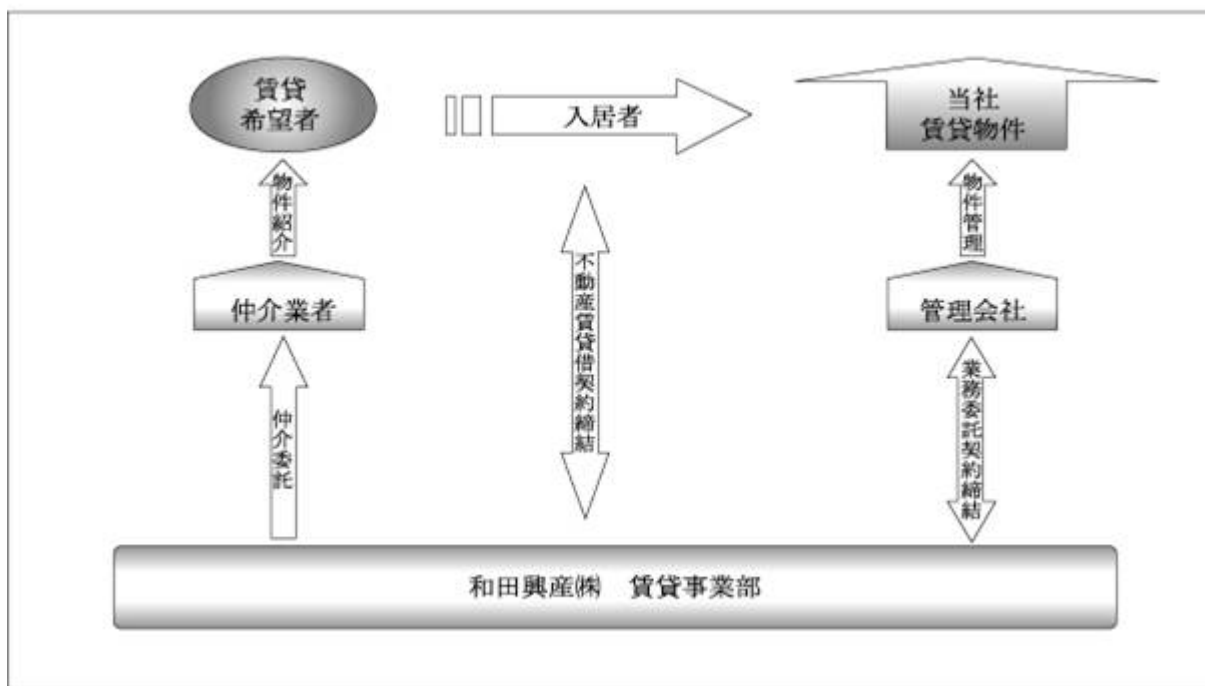 賃貸
希望者
入居者
当社
賃貸物件
物件紹介
物件管理
仲介業者
管理会社
不動産賃貸借契約締結
仲介委託
業務委託契約締結
和田興産㈱　賃貸事業部